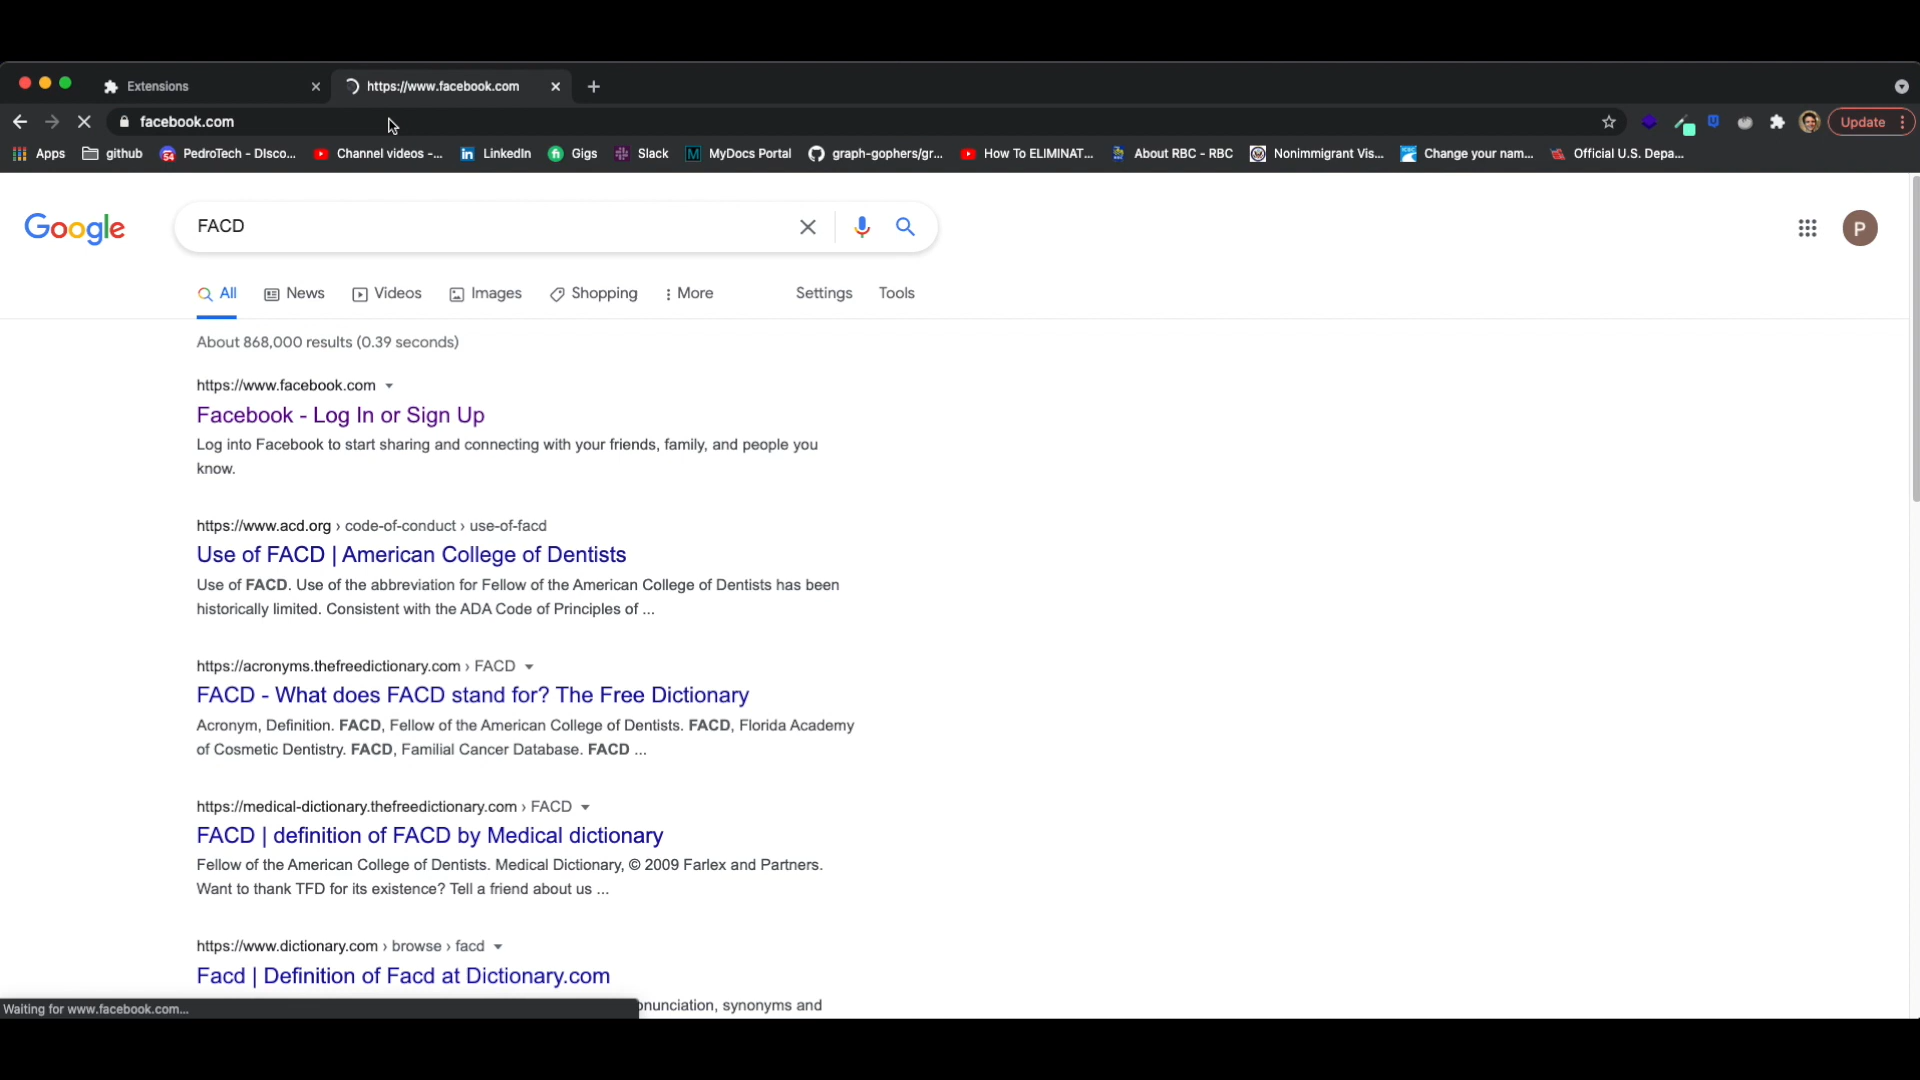 Extensions
https://www.facebook.com
facebook.com
Update
Apps
github
PedroTech - DIsco...
Channel videos -...
LinkedIn
Gigs
Slack
MyDocs Portal
graph-gophers/gr...
How To ELIMINAT...
About RBC - RBC
Nonimmigrant Vis...
Change your nam...
Official U.S. Depa...
Google
FACD
P
All
News
Videos
Images
Shopping
More
Settings
Tools
About 868,000 results (0.39 seconds)
https://www.facebook.com
Facebook - Log In or Sign Up
Log into Facebook to start sharing and connecting with your friends, family, and people you
know.
https://www.acd.org › code-of-conduct › use-of-facd
Use of FACD | American College of Dentists
Use of FACD. Use of the abbreviation for Fellow of the American College of Dentists has been
historically limited. Consistent with the ADA Code of Principles of ...
https://acronyms.thefreedictionary.com › FACD
FACD - What does FACD stand for? The Free Dictionary
Acronym, Definition. FACD, Fellow of the American College of Dentists. FACD, Florida Academy
of Cosmetic Dentistry. FACD, Familial Cancer Database. FACD ...
https://medical-dictionary.thefreedictionary.com › FACD
FACD | definition of FACD by Medical dictionary
Fellow of the American College of Dentists. Medical Dictionary, © 2009 Farlex and Partners.
Want to thank TFD for its existence? Tell a friend about us ...
https://www.dictionary.com › browse › facd
Facd | Definition of Facd at Dictionary.com
synonyms and
Waiting for www.facebook.com...